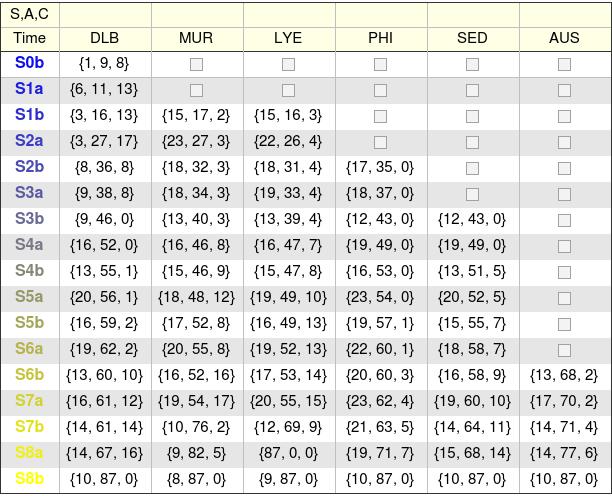 S,A,C
Time DLB MUR LYE PHI SED AUS
S0b {1, 9, 8} □ □ □ □ □
S1a {6, 11, 13} □ □ □ □ □
S1b {3, 16, 13} {15, 17, 2} {15, 16, 3} □ □ □
S2a {3, 27, 17} {23, 27, 3} {22, 26, 4} □ □ □
S2b {8, 36, 8} {18, 32, 3} {18, 31, 4} {17, 35, 0} □ □
S3a {9, 38, 8} {18, 34, 3} {19, 33, 4} {18, 37, 0} □ □
S3b {9, 46, 0} {13, 40, 3} {13, 39, 4} {12, 43, 0} {12, 43, 0} □
S4a {16, 52, 0} {16, 46, 8} {16, 47, 7} {19, 49, 0} {19, 49, 0} □
S4b {13, 55, 1} {15, 46, 9} {15, 47, 8} {16, 53, 0} {13, 51, 5} □
S5a {20, 56, 1} {18, 48, 12} {19, 49, 10} {23, 54, 0} {20, 52, 5} □
S5b {16, 59, 2} {17, 52, 8} {16, 49, 13} {19, 57, 1} {15, 55, 7} □
S6a {19, 62, 2} {20, 55, 8} {19, 52, 13} {22, 60, 1} {18, 58, 7} □
S6b {13, 60, 10} {16, 52, 16} {17, 53, 14} {20, 60, 3} {16, 58, 9} {13, 68, 2}
S7a {16, 61, 12} {19, 54, 17} {20, 55, 15} {23, 62, 4} {19, 60, 10} {17, 70, 2}
S7b {14, 61, 14} {10, 76, 2} {12, 69, 9} {21, 63, 5} {14, 64, 11} {14, 71, 4}
S8a {14, 67, 16} {9, 82, 5} {87, 0, 0} {19, 71, 7} {15, 68, 14} {14, 77, 6}
S8b {10, 87, 0} {8, 87, 0} {9, 87, 0} {10, 87, 0} {10, 87, 0} {10, 87, 0}